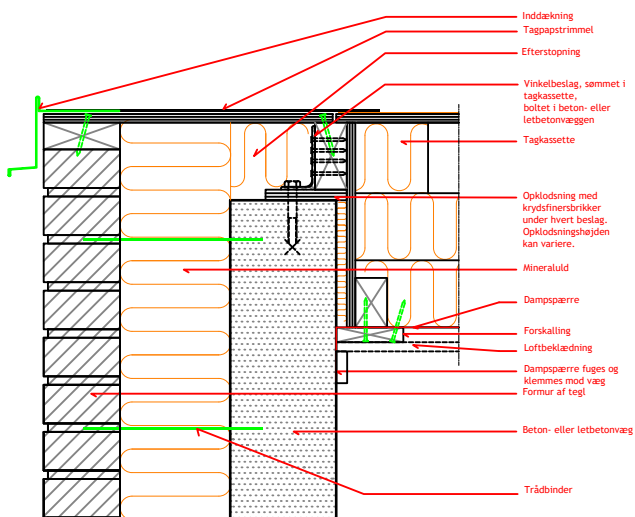 Inddækning
Tagpapstrimmel
Efterstopning
Vinkelbeslag, sømmet i
tagkassette,
boltet i beton- eller
letbetonvæggen
Tagkassette
Opklodsning med
krydsfinersbrikker
under hvert beslag.
Opklodsningshøjden
kan variere.
Mineraluld
Dampspærre
Forskalling
Loftbeklædning
Dampspærre fuges og
klemmes mod væg
Formur af tegl
Beton- eller letbetonvæg
Trådbinder